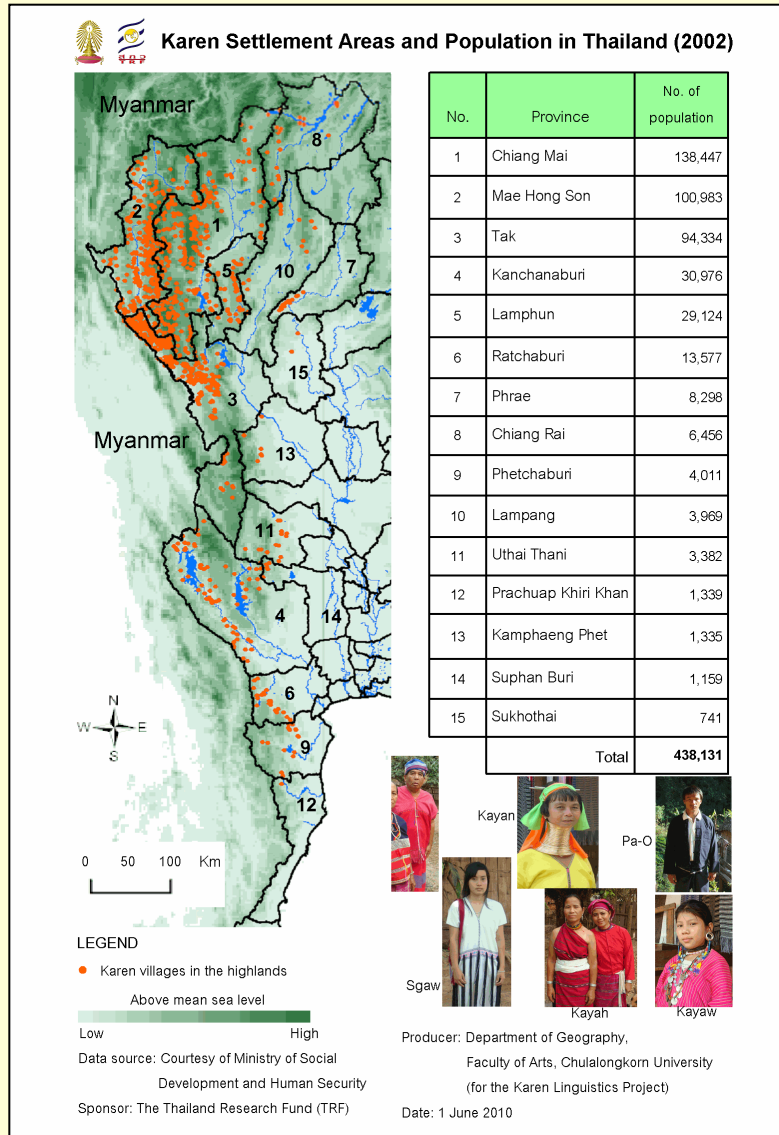 Karen Settlement Areas and Population in Thailand (2002)
Myanmar
8
2
1
5
10
7
15
3
Myanmar
13
11
4
14
6
9
12
N
W E
S
0 50 100 Km
No. Province No. of population
1 Chiang Mai 138,447
2 Mae Hong Son 100,983
3 Tak 94,334
4 Kanchanaburi 30,976
5 Lamphun 29,124
6 Ratchaburi 13,577
7 Phrae 8,298
8 Chiang Rai 6,456
9 Phetchaburi 4,011
10 Lampang 3,969
11 Uthai Thani 3,382
12 Prachuap Khiri Khan 1,339
13 Kamphaeng Phet 1,335
14 Suphan Buri 1,159
15 Sukhothai 741
Total 438,131
Kayan
Pa-O
Sgaw
Kayah
Kayaw
LEGEND
Karen villages in the highlands
Above mean sea level
Low High
Data source: Courtesy of Ministry of Social
Development and Human Security
Sponsor: The Thailand Research Fund (TRF)
Producer: Department of Geography,
Faculty of Arts, Chulalongkorn University
(for the Karen Linguistics Project)
Date: 1 June 2010